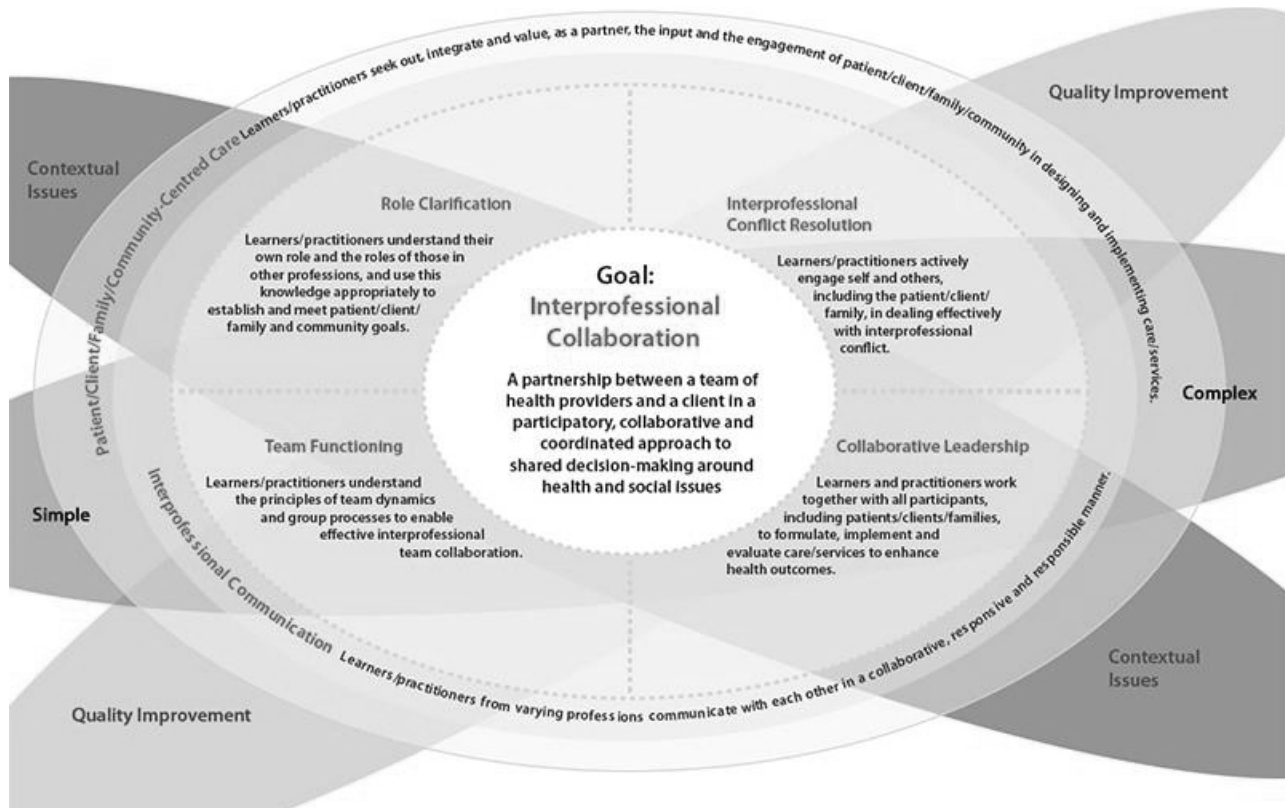 Patient/Client/Family/Community-Centred Care Learners/practitioners seek out, integrate and value, as a partner, the input and the engagement of patient/client/family/community in designing and implementing care/services.
Quality Improvement
Contextual
Issues
Role Clarification
Learners/practitioners understand their
own role and the roles of those in
other professions, and use this
knowledge appropriately to
establish and meet patient/client/
family and community goals.
Interprofessional
Conflict Resolution
Learners/practitioners actively
engage self and others,
including the patient/client/
family, in dealing effectively
with interprofessional
conflict.
Goal:
Interprofessional
Collaboration
A partnership between a team of
health providers and a client in a
participatory, collaborative and
coordinated approach to
shared decision-making around
health and social issues
Complex
Simple
Team Functioning
Learners/practitioners understand
the principles of team dynamics
and group processes to enable
effective interprofessional
team collaboration.
Collaborative Leadership
Learners and practitioners work
together with all participants,
including patients/clients/families,
to formulate, implement and
evaluate care/services to enhance
health outcomes.
Interprofessional Communication Learners/practitioners from varying professions communicate with each other in a collaborative, responsive and responsible manner.
Contextual
Issues
Quality Improvement